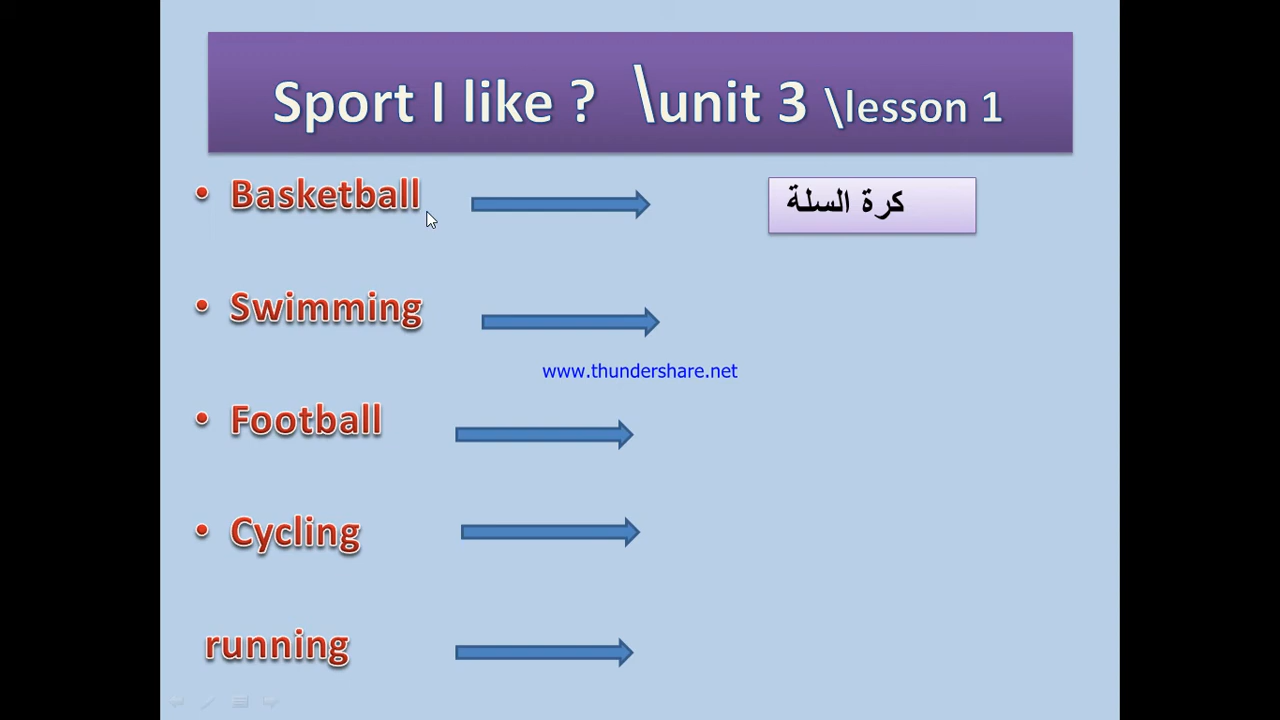 Sport I like ? \unit 3 \lesson 1
• Basketball
كرة السلة
• Swimming
www.thundershare.net
• Football
• Cycling
running